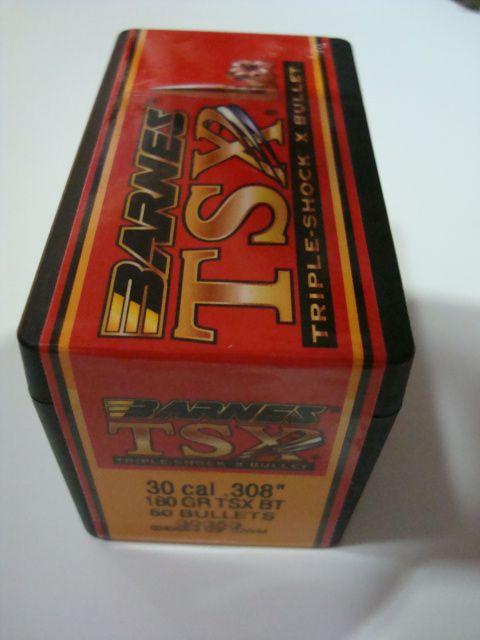 BARNES
TSX
TRIPLE-SHOCK X BULLET
BARNES
TSX
TRIPLE-SHOCK X BULLET
30 cal .308"
180 GR TSX BT
50 BULLETS